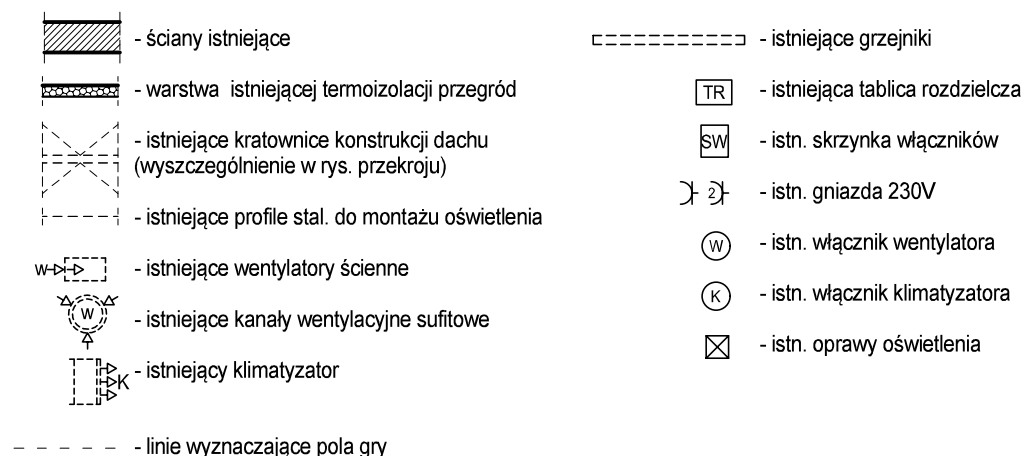 - ściany istniejące
- warstwa istniejącej termoizolacji przegród
- istniejące kratownice konstrukcji dachu
(wyszczególnienie w rys. przekroju)
- istniejące profile stal. do montażu oświetlenia
W - istniejące wentylatory ścienne
W - istniejące kanały wentylacyjne sufitowe
K - istniejący klimatyzator
- linie wyznaczające pola gry
- istniejące grzejniki
TR - istniejąca tablica rozdzielcza
SW - istn. skrzynka włączników
2 - istn. gniazda 230V
W - istn. włącznik wentylatora
K - istn. włącznik klimatyzatora
- istn. oprawy oświetlenia